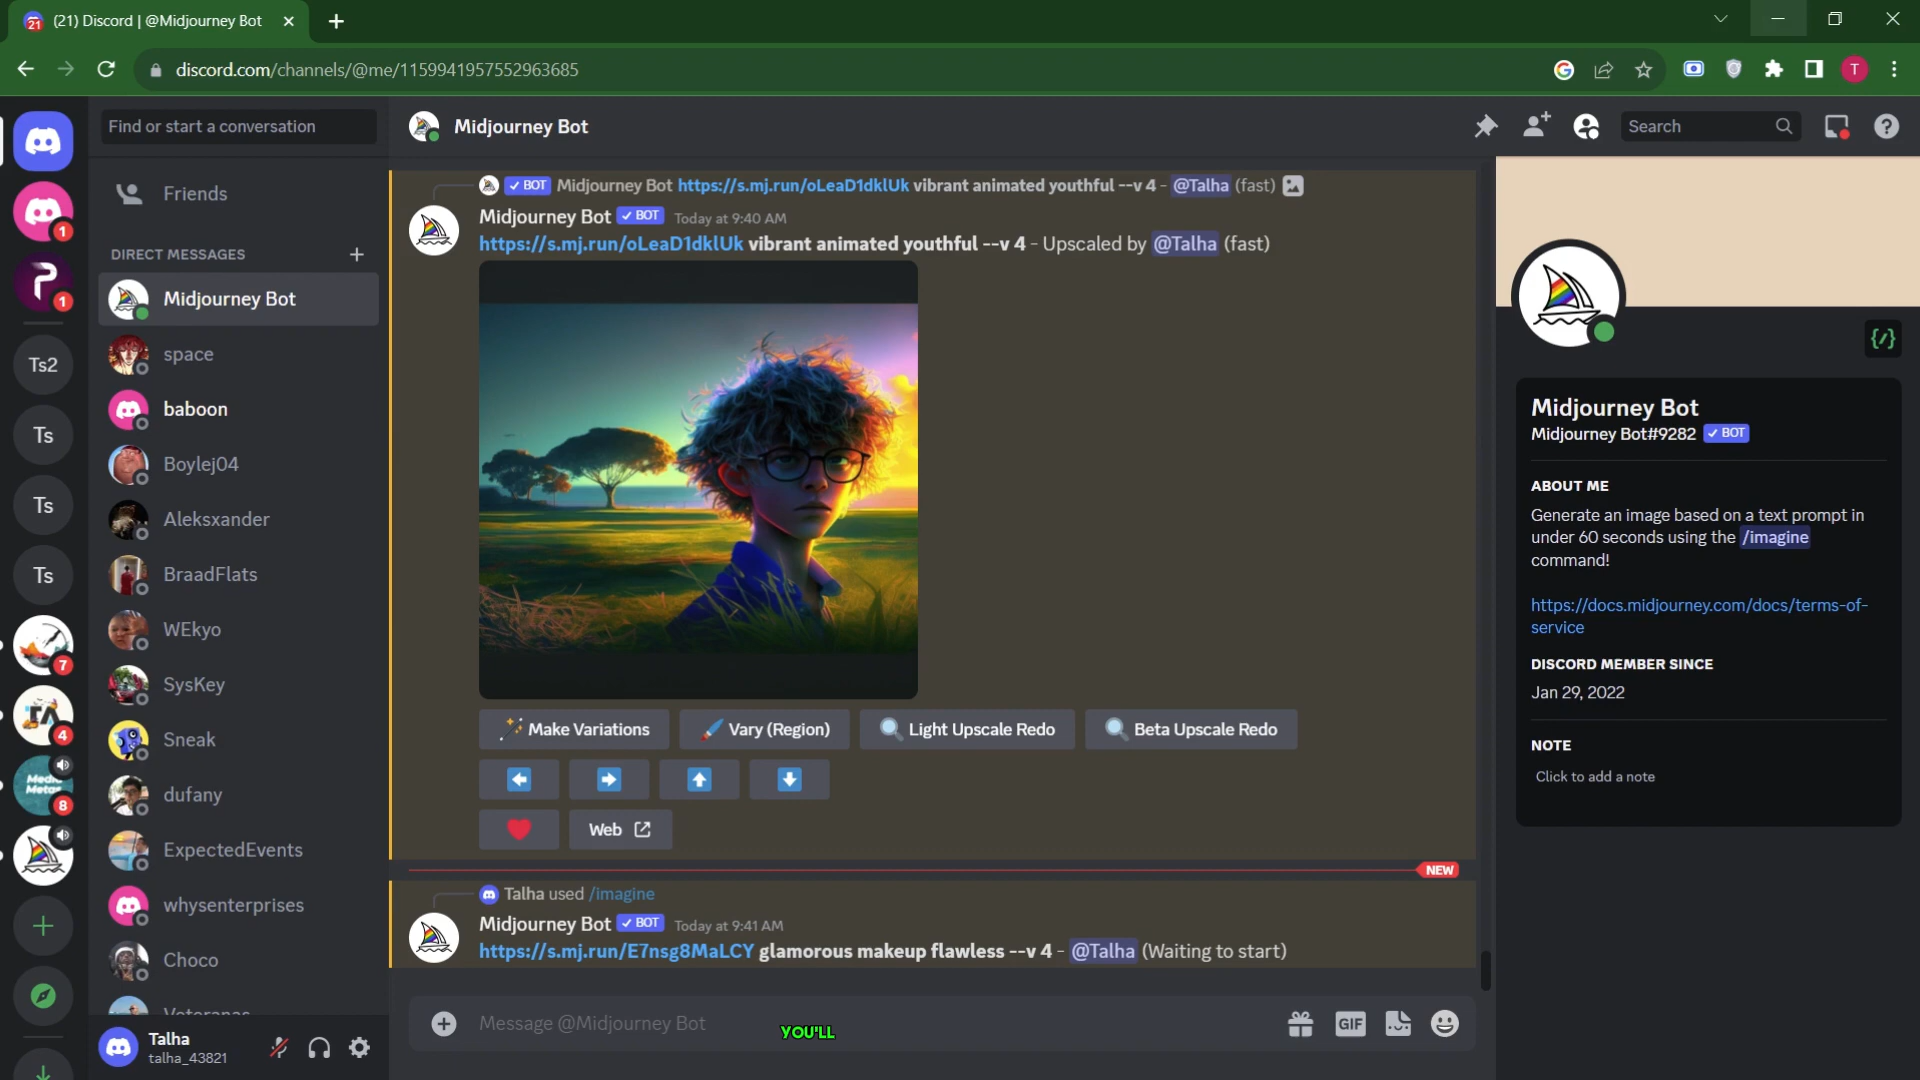 (21) Discord | @Midjourney Bot
discord.com/channels/@me/1159941957552963685
T
Find or start a conversation
Midjourney Bot
Search
Friends
DIRECT MESSAGES
Midjourney Bot
space
baboon
Boylej04
Aleksxander
BraadFlats
WEkyo
SysKey
Sneak
dufany
ExpectedEvents
whysenterprises
Choco
1
1
Ts2
Ts
Ts
Ts
7
4
8
Talha
talha_43821
BOT Midjourney Bot https://s.mj.run/oLeaD1dklUk vibrant animated youthful --v 4 - @Talha (fast)
Midjourney Bot BOT Today at 9:40 AM
https://s.mj.run/oLeaD1dklUk vibrant animated youthful --v 4 - Upscaled by @Talha (fast)
Make Variations
Vary (Region)
Light Upscale Redo
Beta Upscale Redo
Web
NEW
Talha used /imagine
Midjourney Bot BOT Today at 9:41 AM
https://s.mj.run/E7nsg8MaLCY glamorous makeup flawless --v 4 - @Talha (Waiting to start)
Message @Midjourney Bot
YOU'LL
GIF
Midjourney Bot
Midjourney Bot#9282 BOT
ABOUT ME
Generate an image based on a text prompt in
under 60 seconds using the /imagine
command!
https://docs.midjourney.com/docs/terms-of-
service
DISCORD MEMBER SINCE
Jan 29, 2022
NOTE
Click to add a note